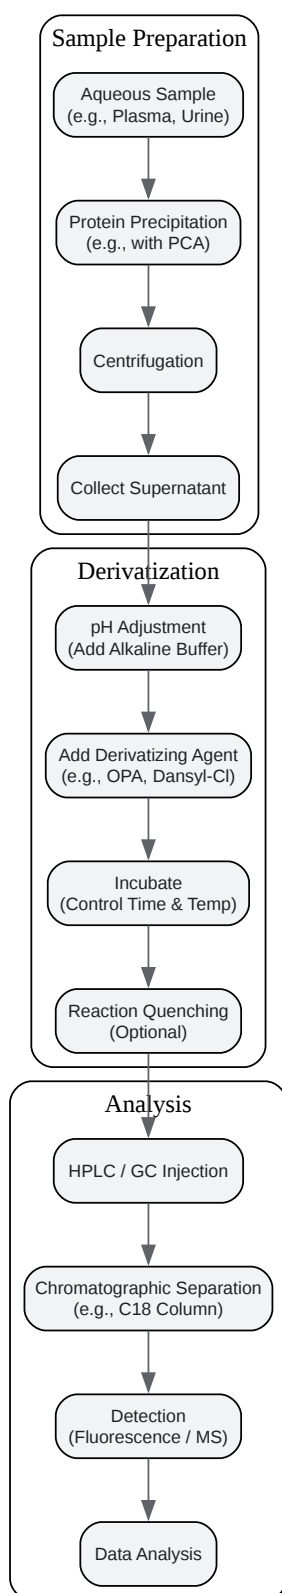 Sample Preparation
Aqueous Sample
(e.g., Plasma, Urine)
Protein Precipitation
(e.g., with PCA)
Centrifugation
Collect Supernatant
Derivatization
pH Adjustment
(Add Alkaline Buffer)
Add Derivatizing Agent
(e.g., OPA, Dansyl-Cl)
Incubate
(Control Time & Temp)
Reaction Quenching
(Optional)
Analysis
HPLC / GC Injection
Chromatographic Separation
(e.g., C18 Column)
Detection
(Fluorescence / MS)
Data Analysis